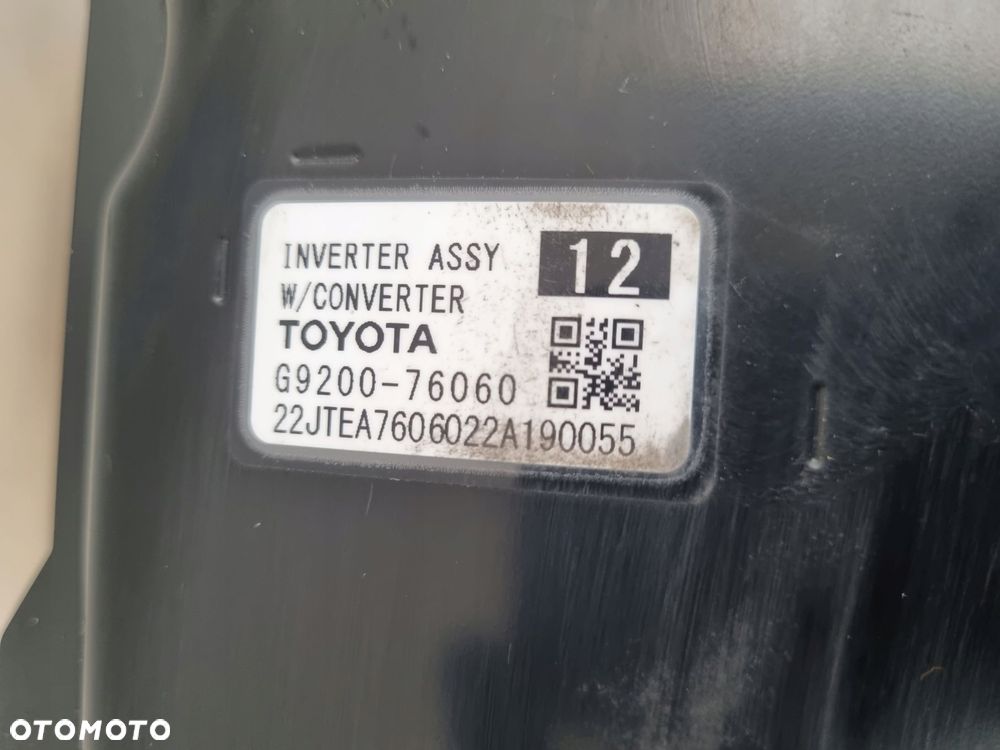 INVERTER ASSY
12
W/CONVERTER
TOYOTA
G9200-76060
22JTEA7606022A190055
OTOMOTO